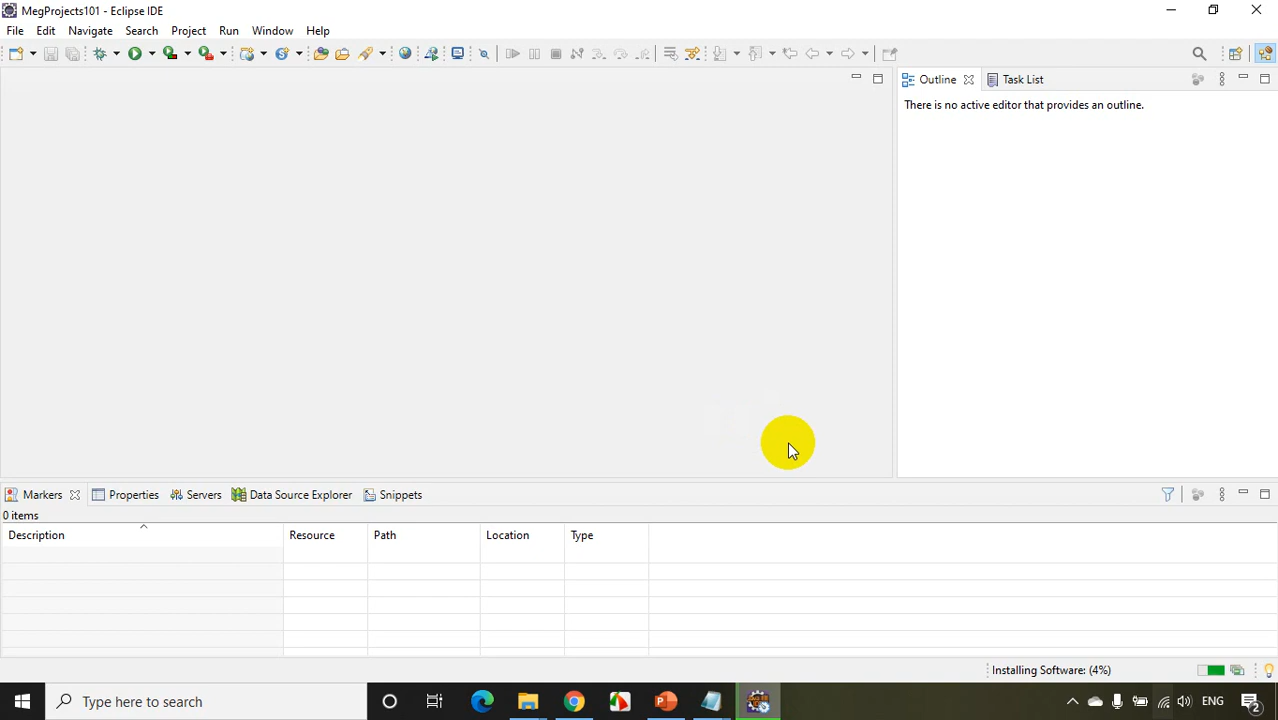 MegProjects101 - Eclipse IDE
File Edit Navigate Search Project Run Window Help
Outline Task List
There is no active editor that provides an outline.
Markers Properties Servers Data Source Explorer Snippets
0 items
Description Resource Path Location Type
Installing Software: (4%)
Type here to search ENG 2